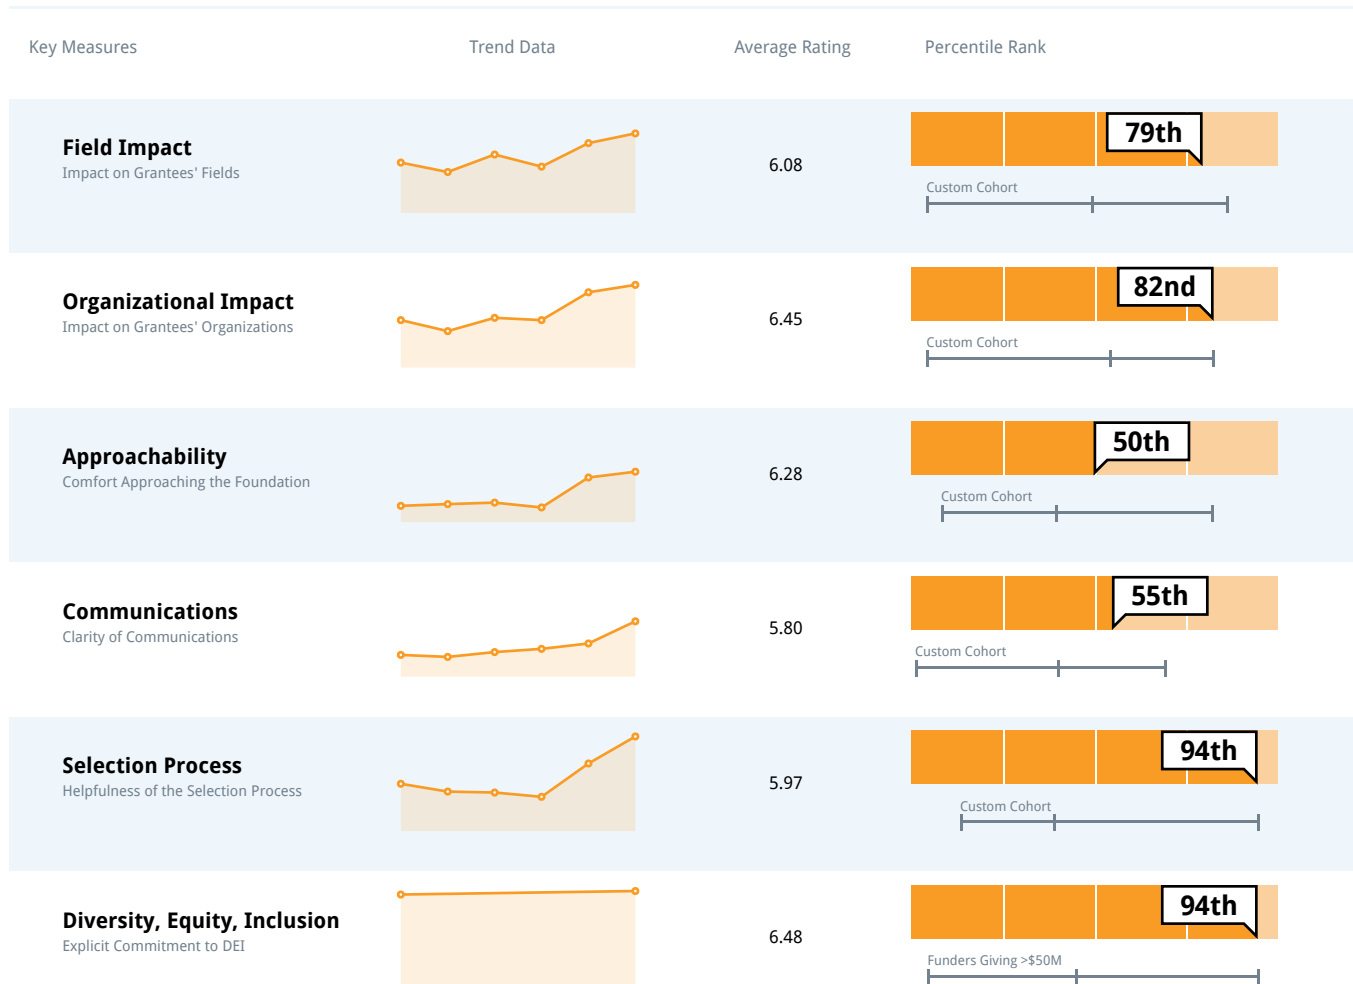 Key Measures
Trend Data
Average Rating
Percentile Rank
Field Impact
Impact on Grantees' Fields
6.08
79th
Custom Cohort
Organizational Impact
Impact on Grantees' Organizations
6.45
82nd
Custom Cohort
Approachability
Comfort Approaching the Foundation
6.28
50th
Custom Cohort
Communications
Clarity of Communications
5.80
55th
Custom Cohort
Selection Process
Helpfulness of the Selection Process
5.97
94th
Custom Cohort
Diversity, Equity, Inclusion
Explicit Commitment to DEI
6.48
94th
Funders Giving >$50M